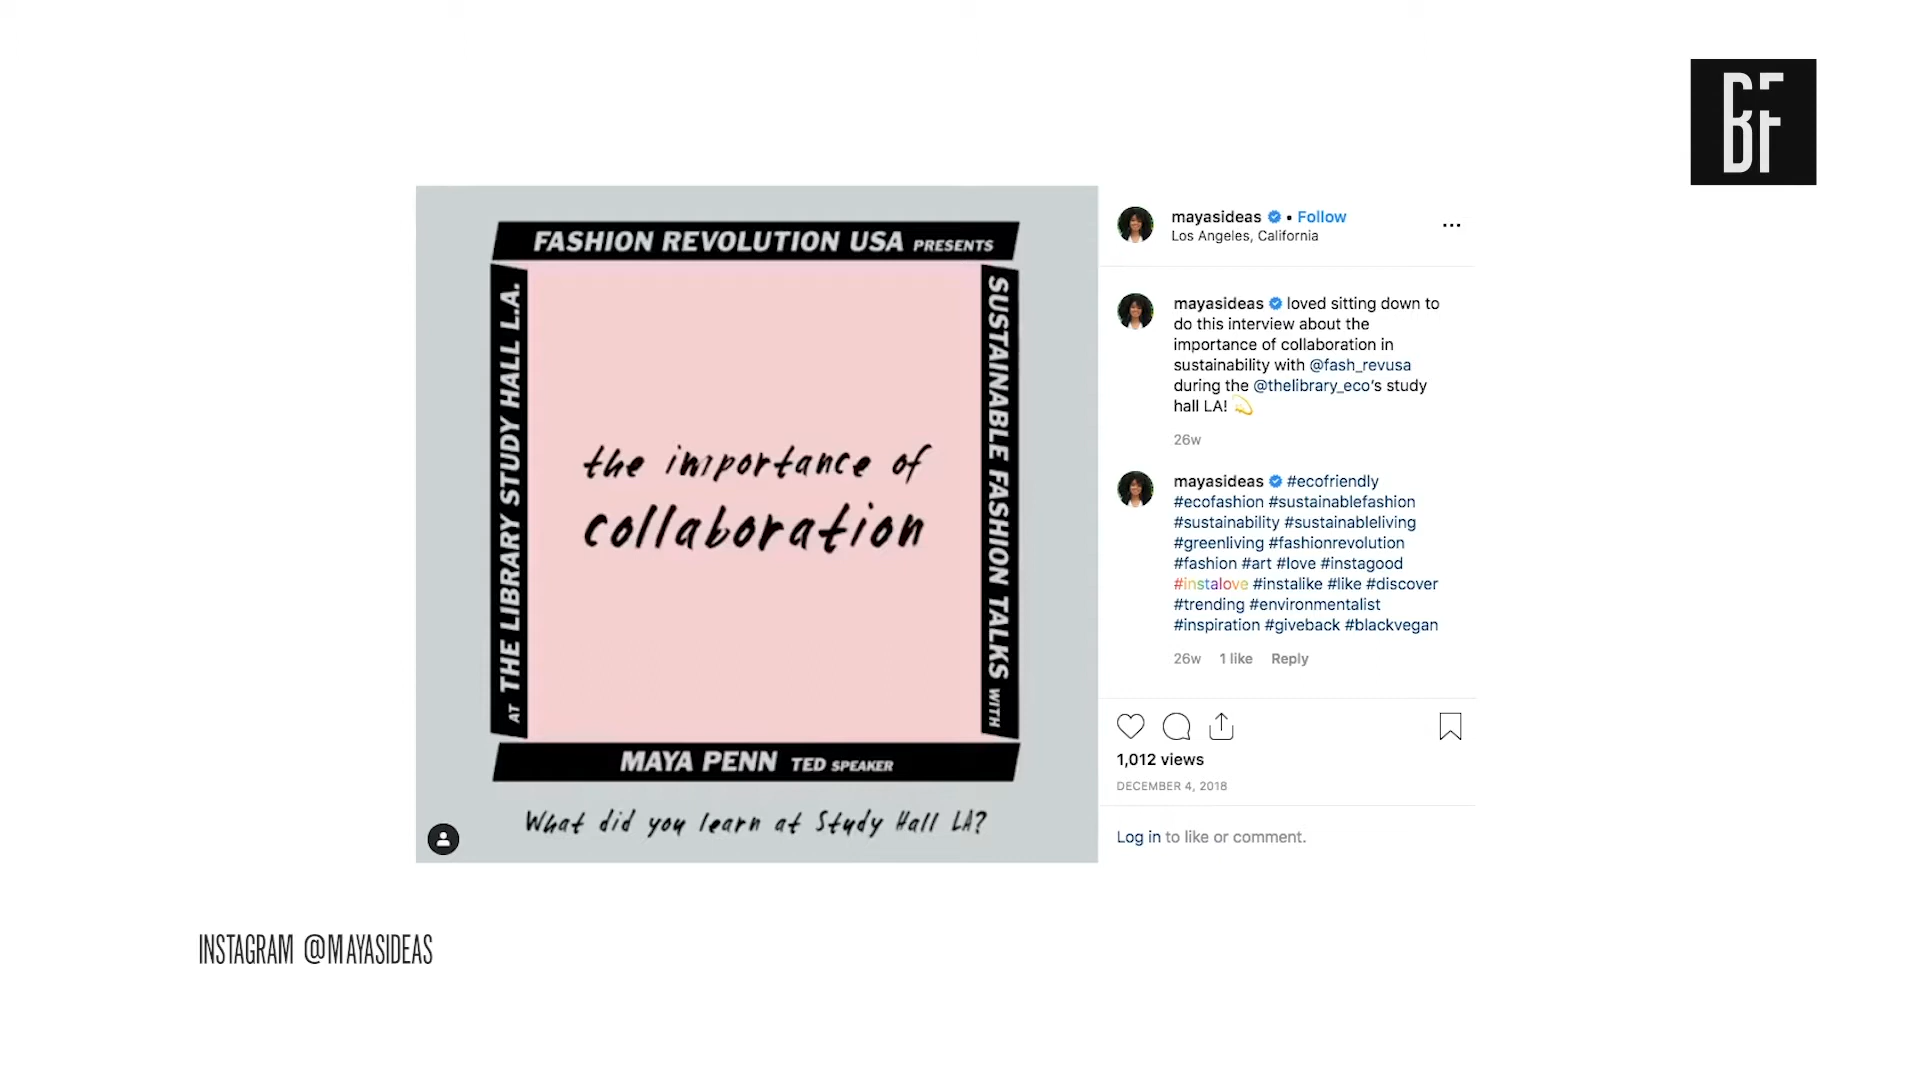 CBF
FASHION REVOLUTION USA PRESENTS
AT THE LIBRARY STUDY HALL L.A.
SUSTAINABLE FASHION TALKS WITH
the importance of
collaboration
MAYA PENN TED SPEAKER
What did you learn at Study Hall LA?
mayasideas • Follow
Los Angeles, California
mayasideas loved sitting down to
do this interview about the
importance of collaboration in
sustainability with @fash_revusa
during the @thelibrary_eco's study
hall LA! 💫
26w
mayasideas #ecofriendly
#ecofashion #sustainablefashion
#sustainability #sustainableliving
#greenliving #fashionrevolution
#fashion #art #love #instagood
#instalove #instalike #like #discover
#trending #environmentalist
#inspiration #giveback #blackvegan
26w 1 like Reply
1,012 views
DECEMBER 4, 2018
Log in to like or comment.
INSTAGRAM @MAYASIDEAS